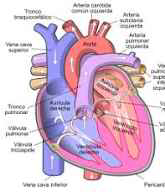 Tronco
braquiocefálico
Arteria carótida
común izquierda
Arteria
subclavia
izquierda
Vena cava
superior
Aorta
Arteria
pulmonar
izquierda
Aurícula
derecha
Tronco
pulmonar
Válvula
pulmonar
Válvula
tricúspide
Ventrículo
derecho
Vena cava inferior
Pericar